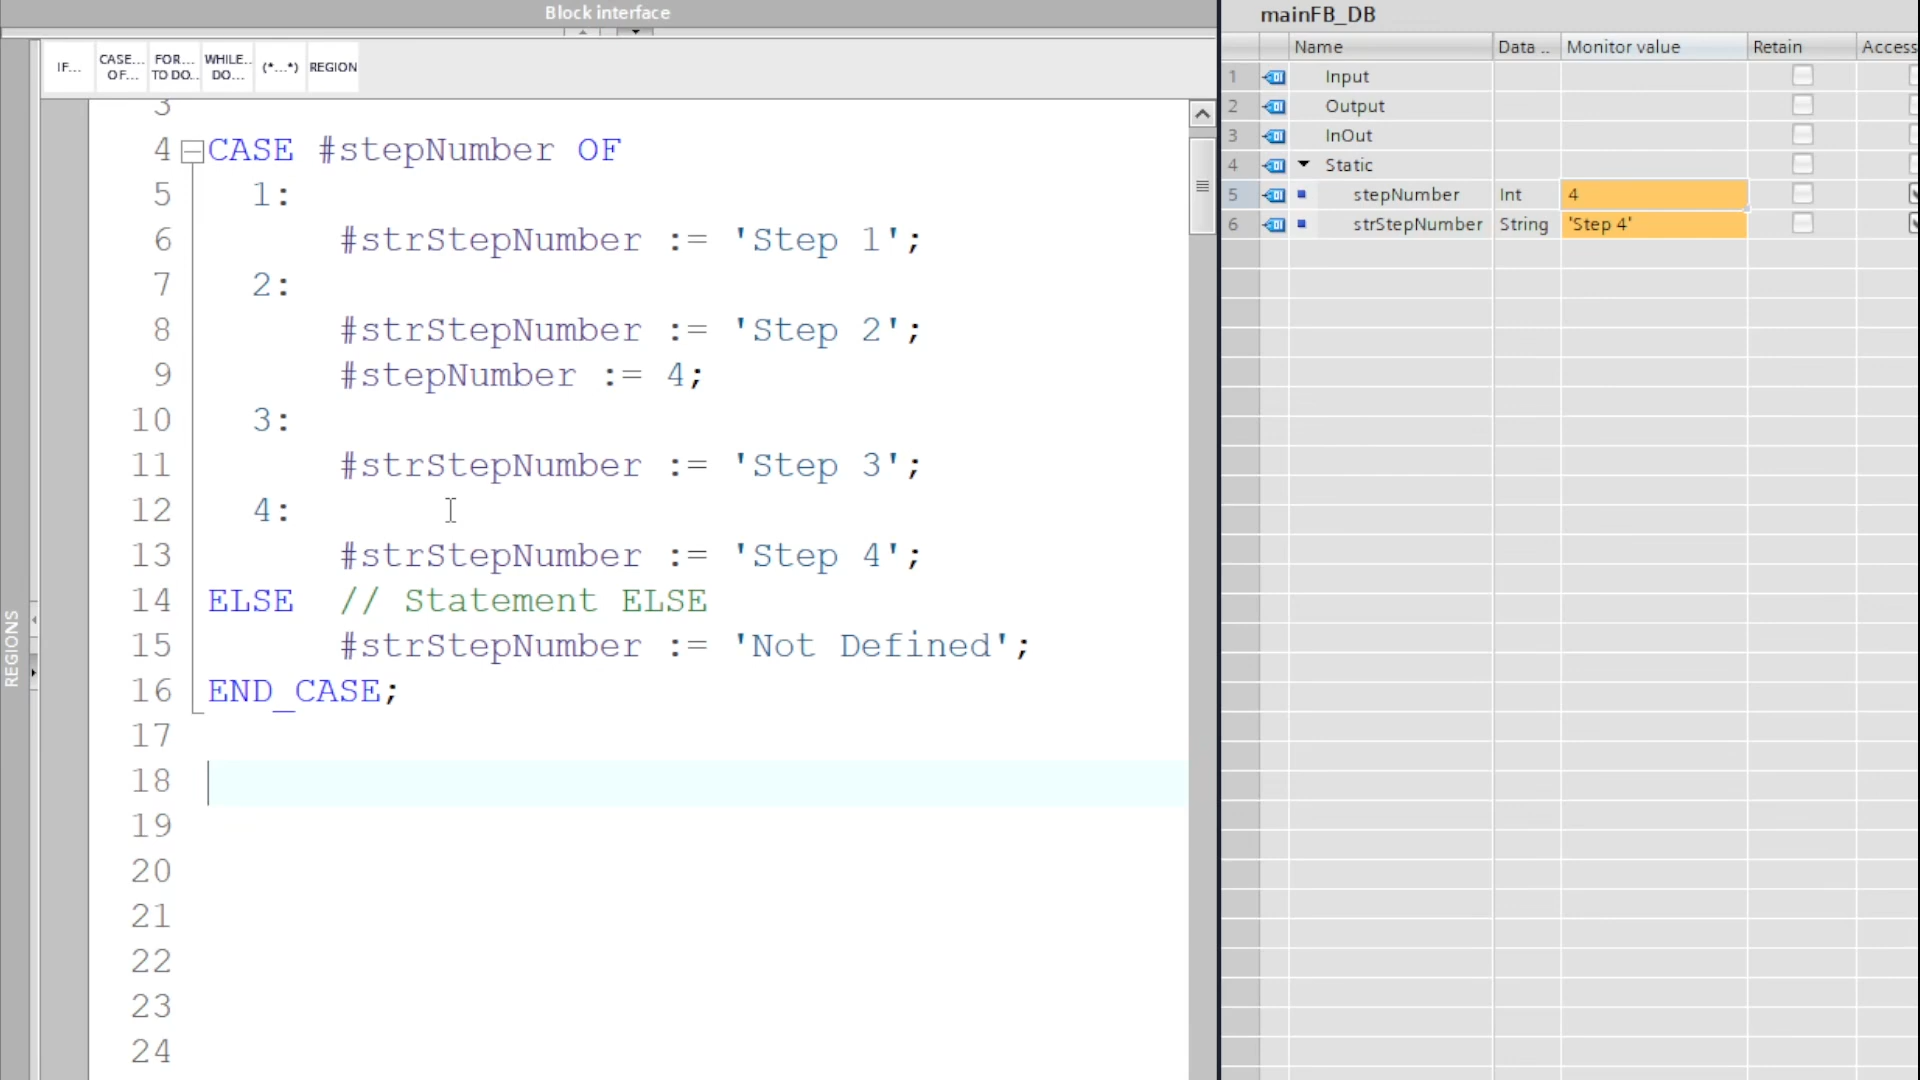 Block interface
IF... CASE... OF... FOR... TO DO.. WHILE.. DO... (*...*) REGION
3
4 CASE #stepNumber OF
5 1:
6 #strStepNumber := 'Step 1';
7 2:
8 #strStepNumber := 'Step 2';
9 #stepNumber := 4;
10 3:
11 #strStepNumber := 'Step 3';
12 4:
13 #strStepNumber := 'Step 4';
14 ELSE // Statement ELSE
15 #strStepNumber := 'Not Defined';
16 END_CASE;
17
18
19
20
21
22
23
24
REGIONS
mainFB_DB
Name Data .. Monitor value Retain Access
1 Input
2 Output
3 InOut
4 Static
5 stepNumber Int 4
6 strStepNumber String 'Step 4'